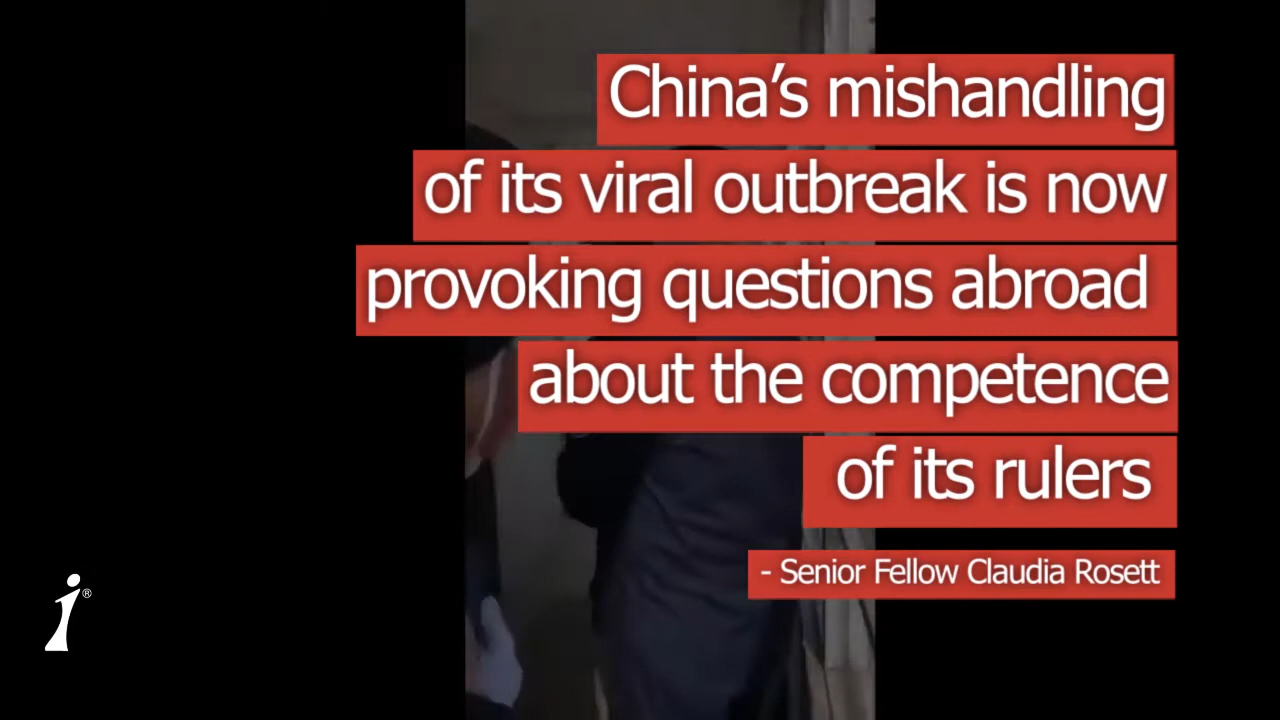 China’s mishandling
of its viral outbreak is now
provoking questions abroad
about the competence
of its rulers
- Senior Fellow Claudia Rosett
i®